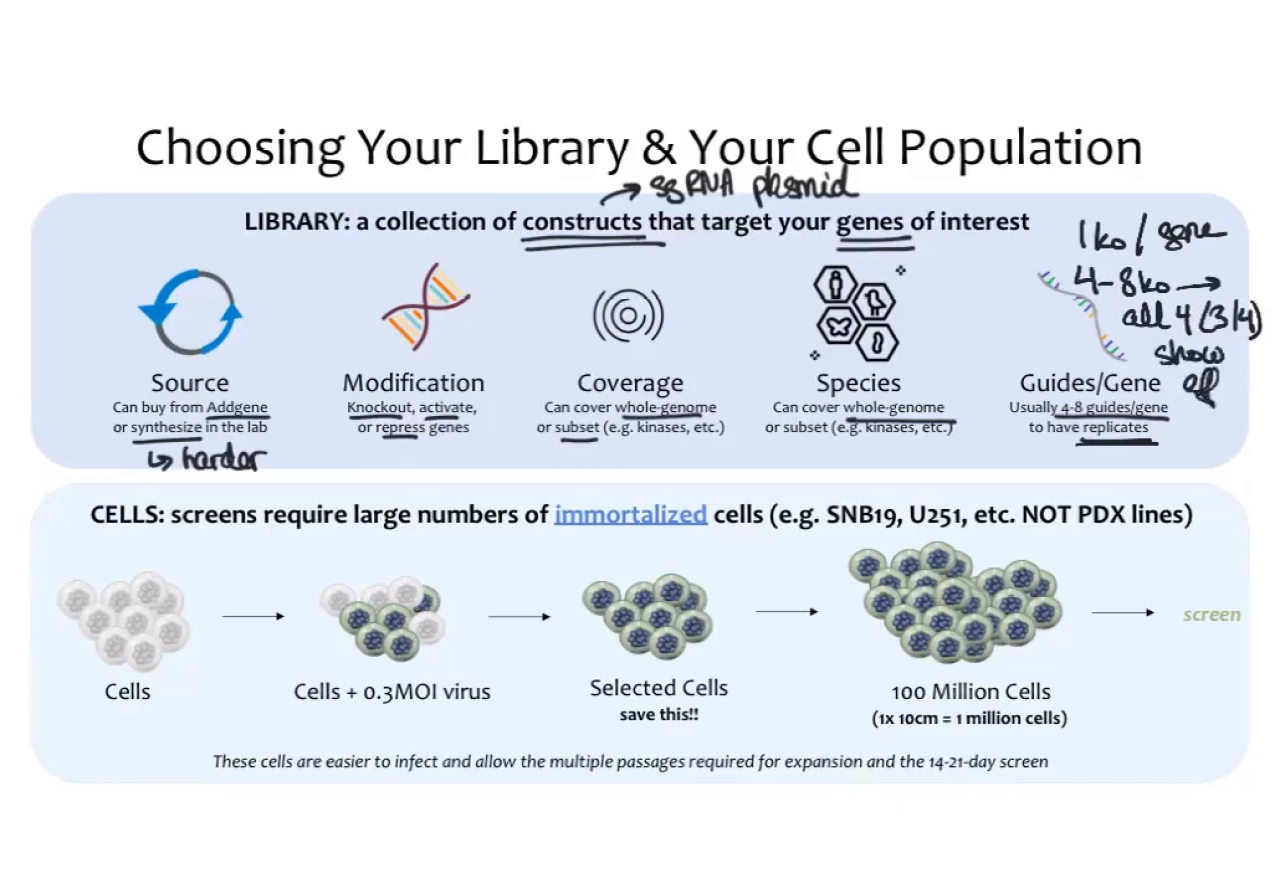 Choosing Your Library & Your Cell Population
→ sgRNA plasmid
LIBRARY: a collection of constructs that target your genes of interest
1ko/gene
4-8ko →
all 4 (3/4)
show
Source
Can buy from Addgene
or synthesize in the lab
↳ harder
Modification
Knockout, activate,
or repress genes
Coverage
Can cover whole-genome
or subset (e.g. kinases, etc.)
Species
Can cover whole-genome
or subset (e.g. kinases, etc.)
Guides/Gene
Usually 4-8 guides/gene
to have replicates
CELLS: screens require large numbers of immortalized cells (e.g. SNB19, U251, etc. NOT PDX lines)
Cells
Cells + 0.3MOI virus
Selected Cells
save this!!
100 Million Cells
(1x 10cm = 1 million cells)
screen
These cells are easier to infect and allow the multiple passages required for expansion and the 14-21-day screen